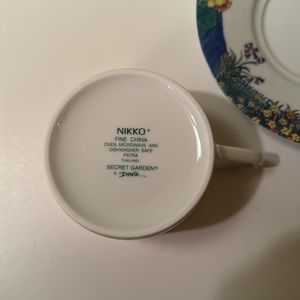 NIKKO®
FINE CHINA
OVEN, MICROWAVE AND
DISHWASHER SAFE
PATRA
THAILAND
SECRET GARDEN®
©